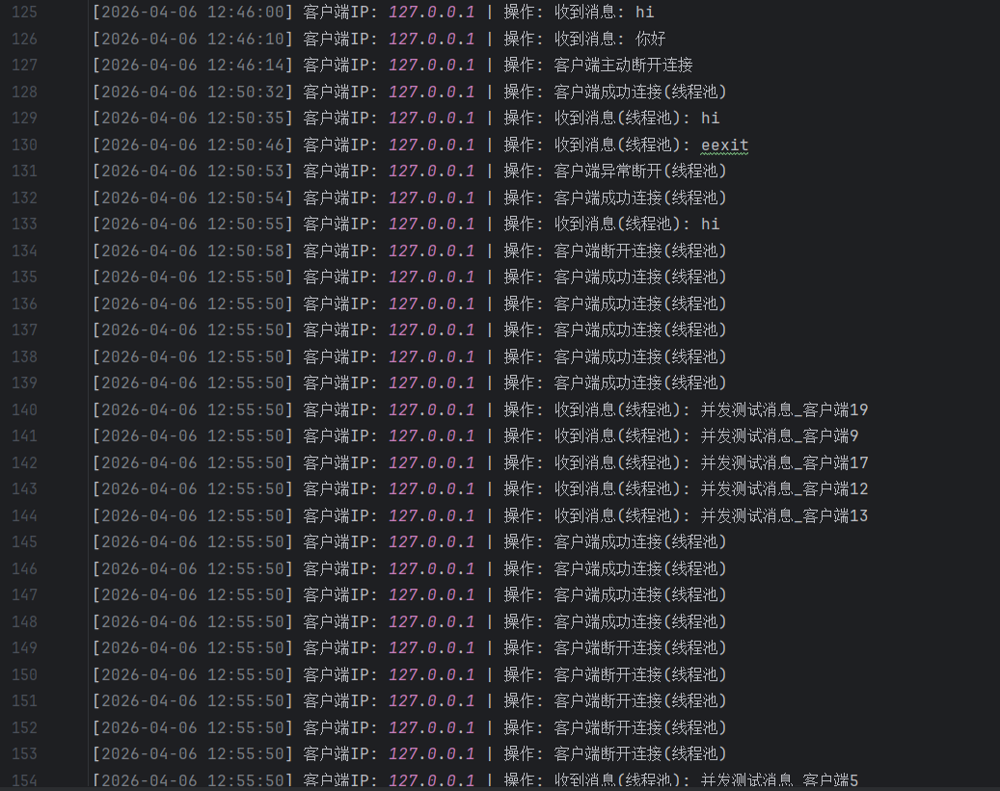 125 [2026-04-06 12:46:00] 客户端IP: 127.0.0.1 | 操作: 收到消息: hi
126 [2026-04-06 12:46:10] 客户端IP: 127.0.0.1 | 操作: 收到消息: 你好
127 [2026-04-06 12:46:14] 客户端IP: 127.0.0.1 | 操作: 客户端主动断开连接
128 [2026-04-06 12:50:32] 客户端IP: 127.0.0.1 | 操作: 客户端成功连接(线程池)
129 [2026-04-06 12:50:35] 客户端IP: 127.0.0.1 | 操作: 收到消息(线程池): hi
130 [2026-04-06 12:50:46] 客户端IP: 127.0.0.1 | 操作: 收到消息(线程池): eexit
131 [2026-04-06 12:50:53] 客户端IP: 127.0.0.1 | 操作: 客户端异常断开(线程池)
132 [2026-04-06 12:50:54] 客户端IP: 127.0.0.1 | 操作: 客户端成功连接(线程池)
133 [2026-04-06 12:50:55] 客户端IP: 127.0.0.1 | 操作: 收到消息(线程池): hi
134 [2026-04-06 12:50:58] 客户端IP: 127.0.0.1 | 操作: 客户端断开连接(线程池)
135 [2026-04-06 12:55:50] 客户端IP: 127.0.0.1 | 操作: 客户端成功连接(线程池)
136 [2026-04-06 12:55:50] 客户端IP: 127.0.0.1 | 操作: 客户端成功连接(线程池)
137 [2026-04-06 12:55:50] 客户端IP: 127.0.0.1 | 操作: 客户端成功连接(线程池)
138 [2026-04-06 12:55:50] 客户端IP: 127.0.0.1 | 操作: 客户端成功连接(线程池)
139 [2026-04-06 12:55:50] 客户端IP: 127.0.0.1 | 操作: 客户端成功连接(线程池)
140 [2026-04-06 12:55:50] 客户端IP: 127.0.0.1 | 操作: 收到消息(线程池): 并发测试消息_客户端19
141 [2026-04-06 12:55:50] 客户端IP: 127.0.0.1 | 操作: 收到消息(线程池): 并发测试消息_客户端9
142 [2026-04-06 12:55:50] 客户端IP: 127.0.0.1 | 操作: 收到消息(线程池): 并发测试消息_客户端17
143 [2026-04-06 12:55:50] 客户端IP: 127.0.0.1 | 操作: 收到消息(线程池): 并发测试消息_客户端12
144 [2026-04-06 12:55:50] 客户端IP: 127.0.0.1 | 操作: 收到消息(线程池): 并发测试消息_客户端13
145 [2026-04-06 12:55:50] 客户端IP: 127.0.0.1 | 操作: 客户端成功连接(线程池)
146 [2026-04-06 12:55:50] 客户端IP: 127.0.0.1 | 操作: 客户端成功连接(线程池)
147 [2026-04-06 12:55:50] 客户端IP: 127.0.0.1 | 操作: 客户端成功连接(线程池)
148 [2026-04-06 12:55:50] 客户端IP: 127.0.0.1 | 操作: 客户端成功连接(线程池)
149 [2026-04-06 12:55:50] 客户端IP: 127.0.0.1 | 操作: 客户端断开连接(线程池)
150 [2026-04-06 12:55:50] 客户端IP: 127.0.0.1 | 操作: 客户端断开连接(线程池)
151 [2026-04-06 12:55:50] 客户端IP: 127.0.0.1 | 操作: 客户端断开连接(线程池)
152 [2026-04-06 12:55:50] 客户端IP: 127.0.0.1 | 操作: 客户端断开连接(线程池)
153 [2026-04-06 12:55:50] 客户端IP: 127.0.0.1 | 操作: 客户端断开连接(线程池)
154 [2026-04-06 12:55:50] 客户端IP: 127.0.0.1 | 操作: 收到消息(线程池): 并发测试消息_客户端5